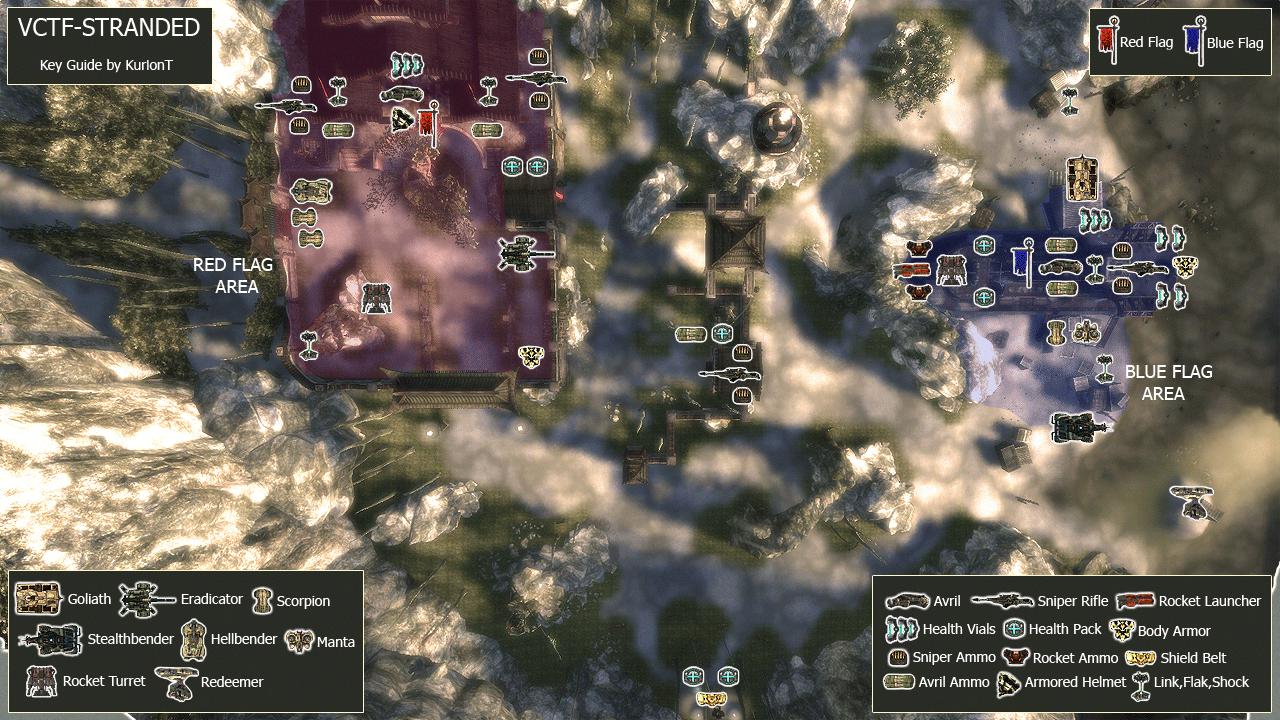 VCTF-STRANDED
Key Guide by KurlonT
Red Flag Blue Flag
RED FLAG
AREA
BLUE FLAG
AREA
Goliath Eradicator Scorpion
Stealthbender Hellbender Manta
Rocket Turret Redeemer
Avril Sniper Rifle Rocket Launcher
Health Vials Health Pack Body Armor
Sniper Ammo Rocket Ammo Shield Belt
Avril Ammo Armored Helmet Link,Flak,Shock